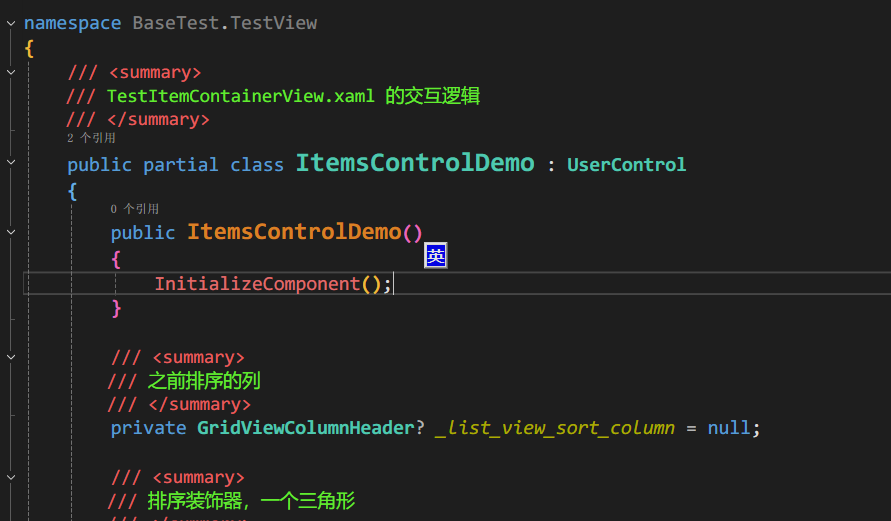 namespace BaseTest.TestView
{
/// <summary>
/// TestItemContainerView.xaml 的交互逻辑
/// </summary>
2 个引用
public partial class ItemsControlDemo : UserControl
{
0 个引用
public ItemsControlDemo()
英
{
InitializeComponent();
}
/// <summary>
/// 之前排序的列
/// </summary>
private GridViewColumnHeader? _list_view_sort_column = null;
/// <summary>
/// 排序装饰器，一个三角形
/// </summary>